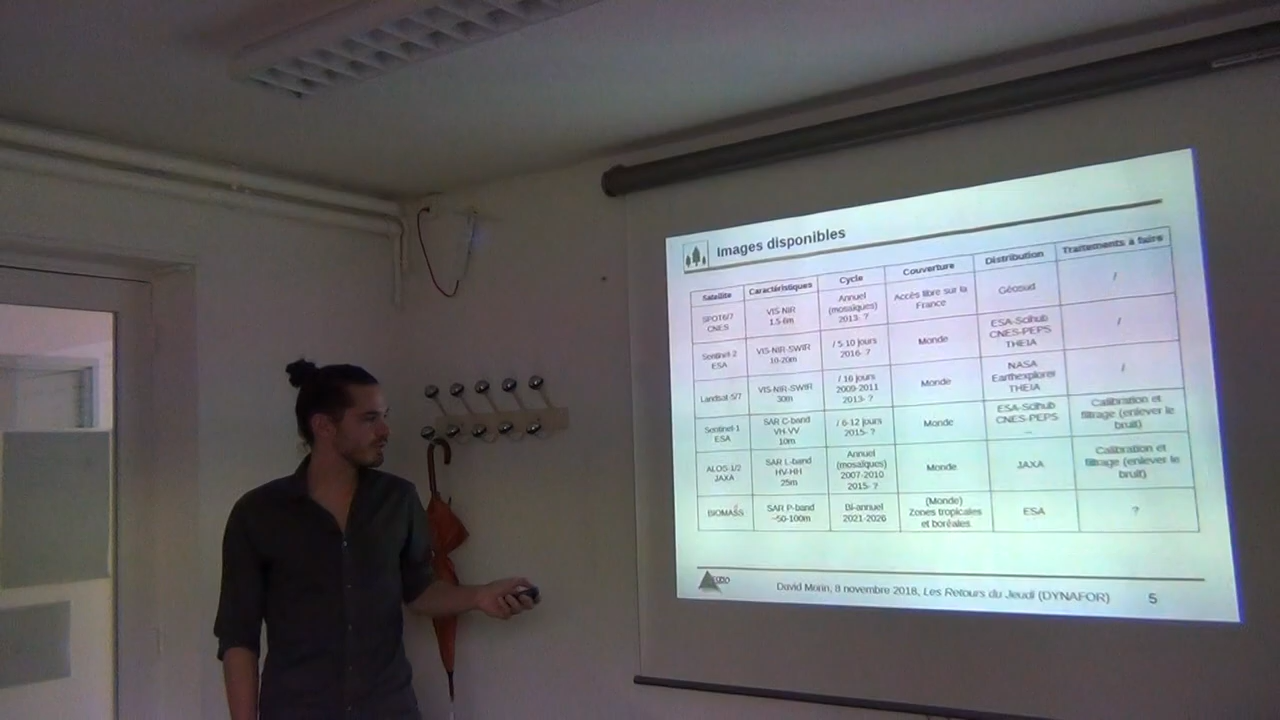 Images disponibles
Satellite Caractéristiques Cycle Couverture Distribution Traitements à faire
SPOT6/7
CNES
VIS-NIR
1.5-6m
Annuel
(mosaïques)
2013- ?
Accès libre sur la
France
Géosud
/
Sentinel-2
ESA
VIS-NIR-SWIR
10-20m
/ 5-10 jours
2016- ?
Monde
ESA-Scihub
CNES-PEPS
THEIA
/
Landsat-5/7
VIS-NIR-SWIR
30m
/ 16 jours
2009-2011
2013- ?
Monde
NASA
Earthexplorer
THEIA
/
Sentinel-1
ESA
SAR C-band
VH-VV
10m
/ 6-12 jours
2015- ?
Monde
ESA-Scihub
CNES-PEPS
...
Calibration et
filtrage (enlever le
bruit)
ALOS-1/2
JAXA
SAR L-band
HV-HH
25m
Annuel
(mosaïques)
2007-2010
2015- ?
Monde
JAXA
Calibration et
filtrage (enlever le
bruit)
BIOMASS
SAR P-band
~50-100m
Bi-annuel
2021-2026
(Monde)
Zones tropicales
et boréales
ESA
?
David Morin, 8 novembre 2018, Les Retours du Jeudi (DYNAFOR)
5